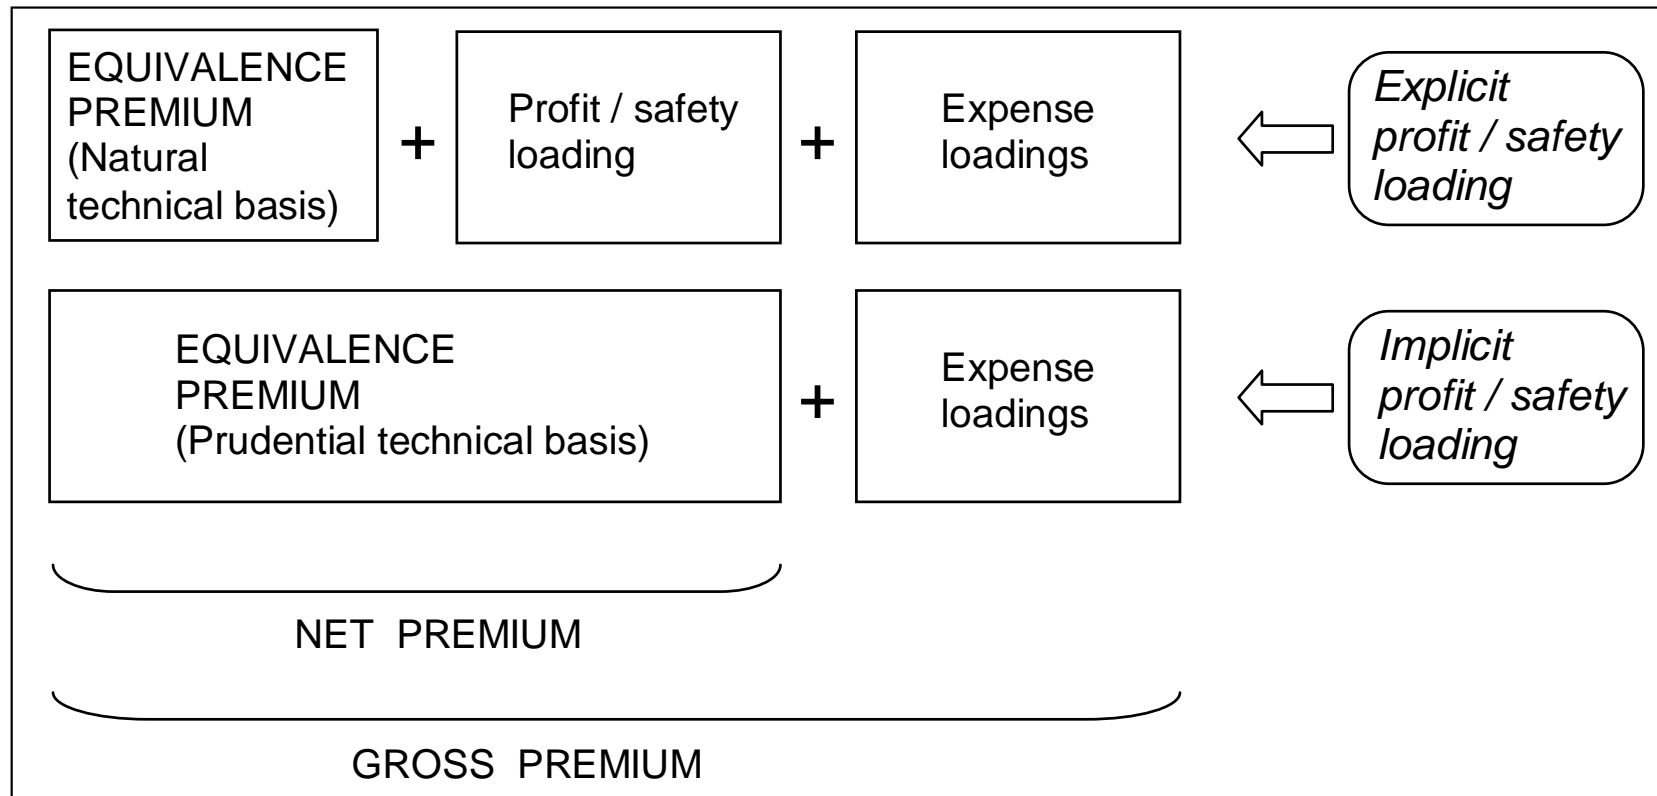 EQUIVALENCE
PREMIUM
(Natural
technical basis)
+
Profit / safety
loading
+
Expense
loadings
Explicit
profit / safety
loading
EQUIVALENCE
PREMIUM
(Prudential technical basis)
+
Expense
loadings
Implicit
profit / safety
loading
NET PREMIUM
GROSS PREMIUM